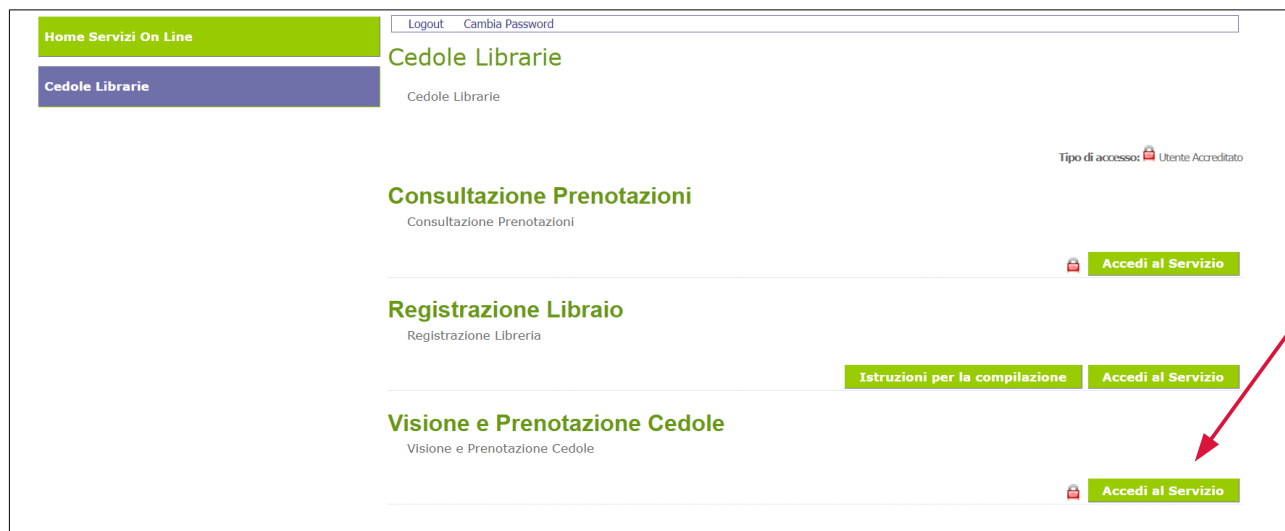 Home Servizi On Line
Cedole Librarie
Logout Cambia Password
Cedole Librarie
Cedole Librarie
Tipo di accesso: Utente Accreditato
Consultazione Prenotazioni
Consultazione Prenotazioni
Accedi al Servizio
Registrazione Libraio
Registrazione Libreria
Istruzioni per la compilazione Accedi al Servizio
Visione e Prenotazione Cedole
Visione e Prenotazione Cedole
Accedi al Servizio